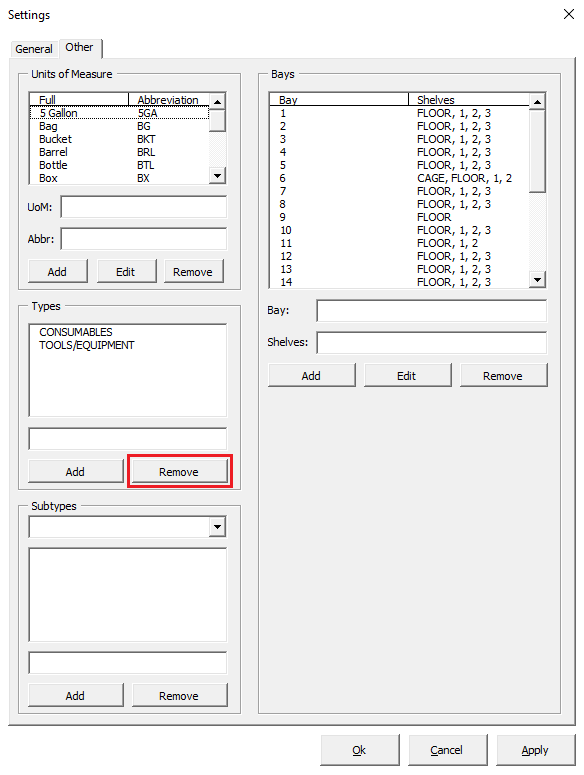 Settings
General Other
Units of Measure
Full Abbreviation
5 Gallon 5GA
Bag BG
Bucket BKT
Barrel BRL
Bottle BTL
Box BX
UoM:
Abbr:
Add Edit Remove
Types
CONSUMABLES
TOOLS/EQUIPMENT
Add Remove
Subtypes
Add Remove
Bays
Bay Shelves
1 FLOOR, 1, 2, 3
2 FLOOR, 1, 2, 3
3 FLOOR, 1, 2, 3
4 FLOOR, 1, 2, 3
5 FLOOR, 1, 2, 3
6 CAGE, FLOOR, 1, 2
7 FLOOR, 1, 2, 3
8 FLOOR, 1, 2, 3
9 FLOOR
10 FLOOR, 1, 2, 3
11 FLOOR, 1, 2
12 FLOOR, 1, 2, 3
13 FLOOR, 1, 2, 3
14 FLOOR, 1, 2, 3
Bay:
Shelves:
Add Edit Remove
Ok Cancel Apply